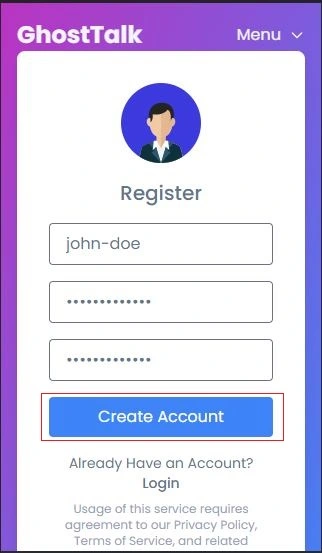 GhostTalk
Menu
Register
john-doe
•••••••••••••
•••••••••••••
Create Account
Already Have an Account?
Login
Usage of this service requires
agreement to our Privacy Policy,
Terms of Service, and related